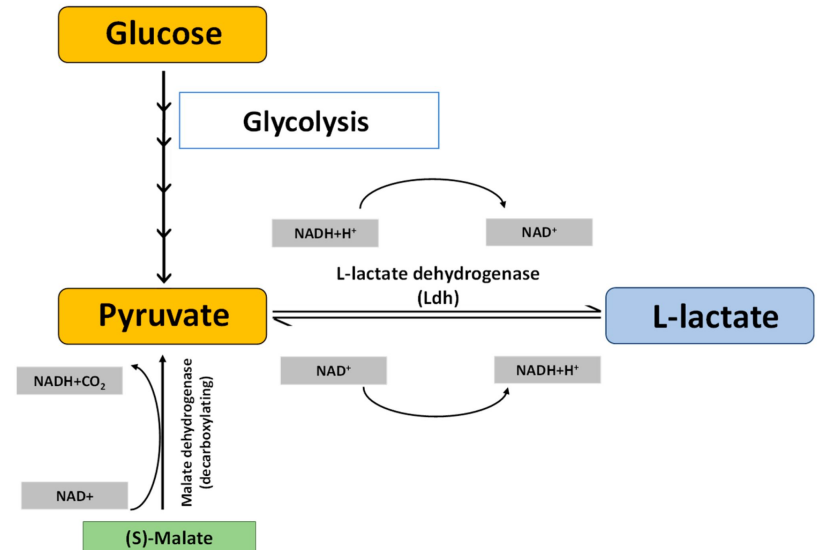 Glucose
Glycolysis
NADH+H⁺
NAD⁺
L-lactate dehydrogenase
(Ldh)
Pyruvate
L-lactate
NAD⁺
NADH+H⁺
NADH+CO₂
Malate dehydrogenase
(decarboxylating)
NAD+
(S)-Malate